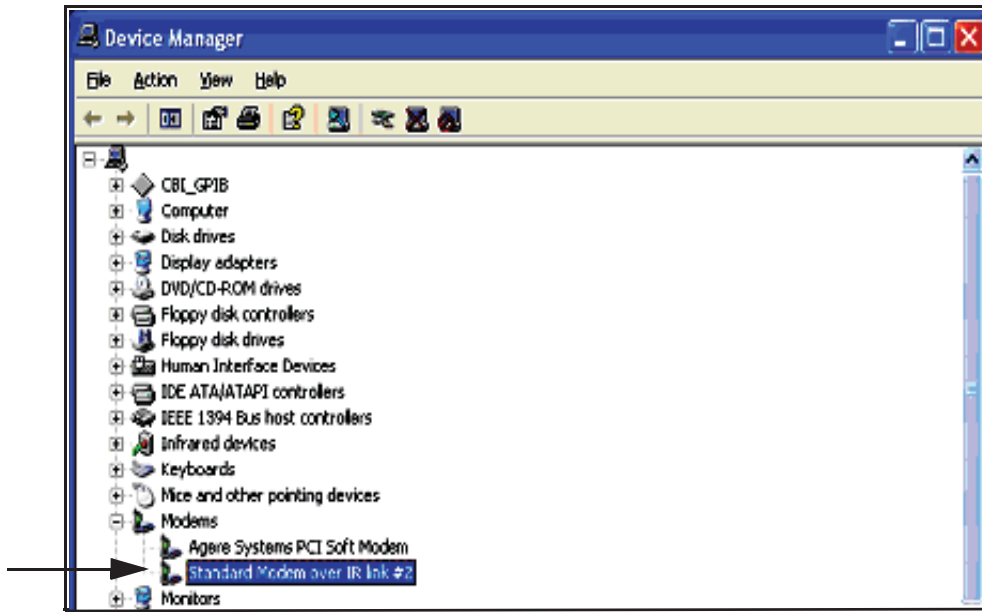 Device Manager
File Action View Help
CBI_GPIB
Computer
Disk drives
Display adapters
DVD/CD-ROM drives
Floppy disk controllers
Floppy disk drives
Human Interface Devices
IDE ATA/ATAPI controllers
IEEE 1394 Bus host controllers
Infrared devices
Keyboards
Mice and other pointing devices
Modems
Agere Systems PCI Soft Modem
Standard Modem over IR link #2
Monitors